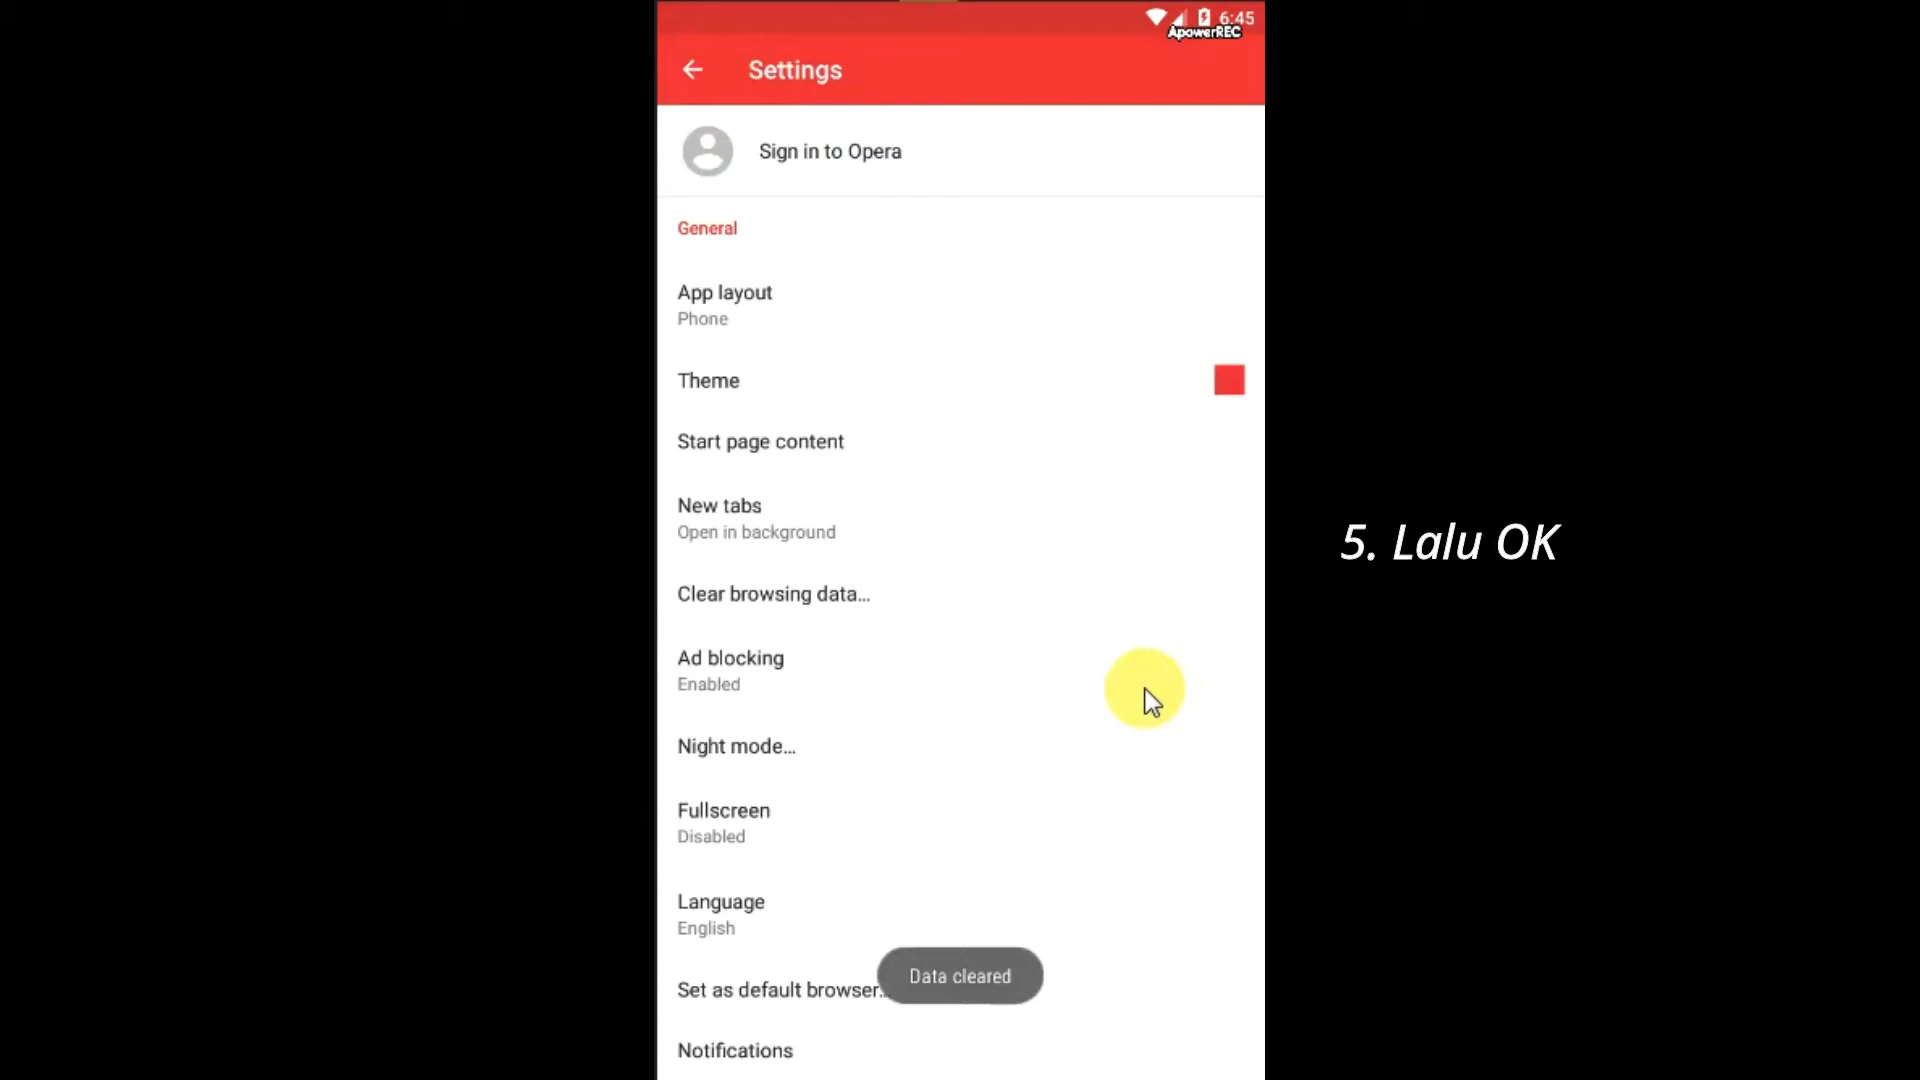 6:45
ApowerREC
Settings
Sign in to Opera
General
App layout
Phone
Theme
Start page content
New tabs
Open in background
Clear browsing data...
Ad blocking
Enabled
Night mode...
Fullscreen
Disabled
Language
English
Data cleared
Set as default browser...
Notifications
5. Lalu OK